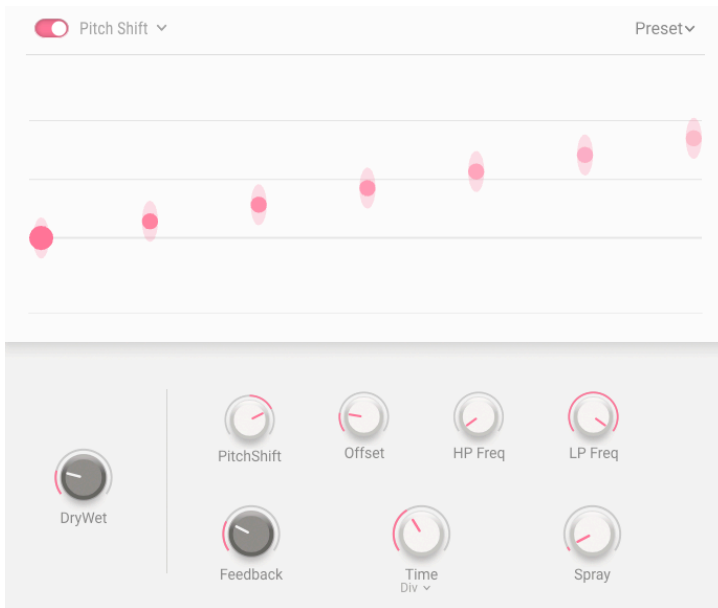 Pitch Shift
Preset
PitchShift
Offset
HP Freq
LP Freq
DryWet
Feedback
Time
Div
Spray